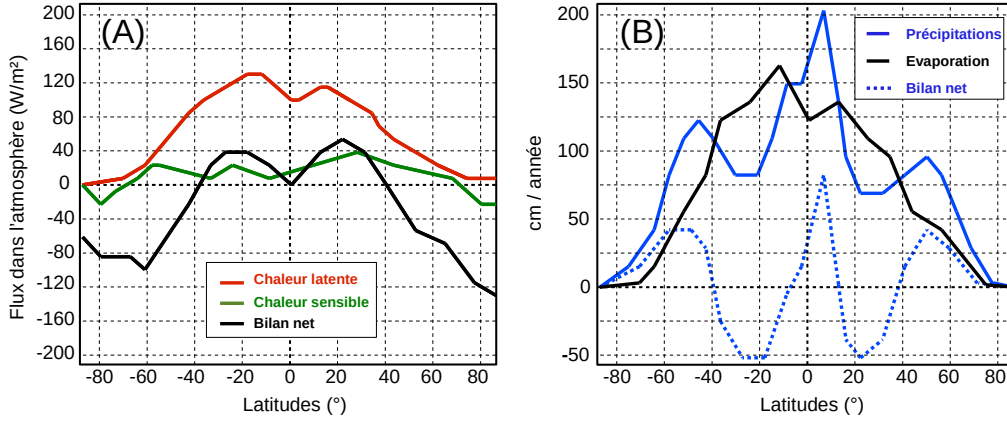 (A)
Flux dans l'atmosphère (W/m²)
200
160
120
80
40
0
-40
-80
-120
-160
-200
Chaleur latente
Chaleur sensible
Bilan net
-80 -60 -40 -20 0 20 40 60 80
Latitudes (°)
(B)
cm / année
200
150
100
50
0
-50
Précipitations
Evaporation
Bilan net
-80 -60 -40 -20 0 20 40 60 80
Latitudes (°)